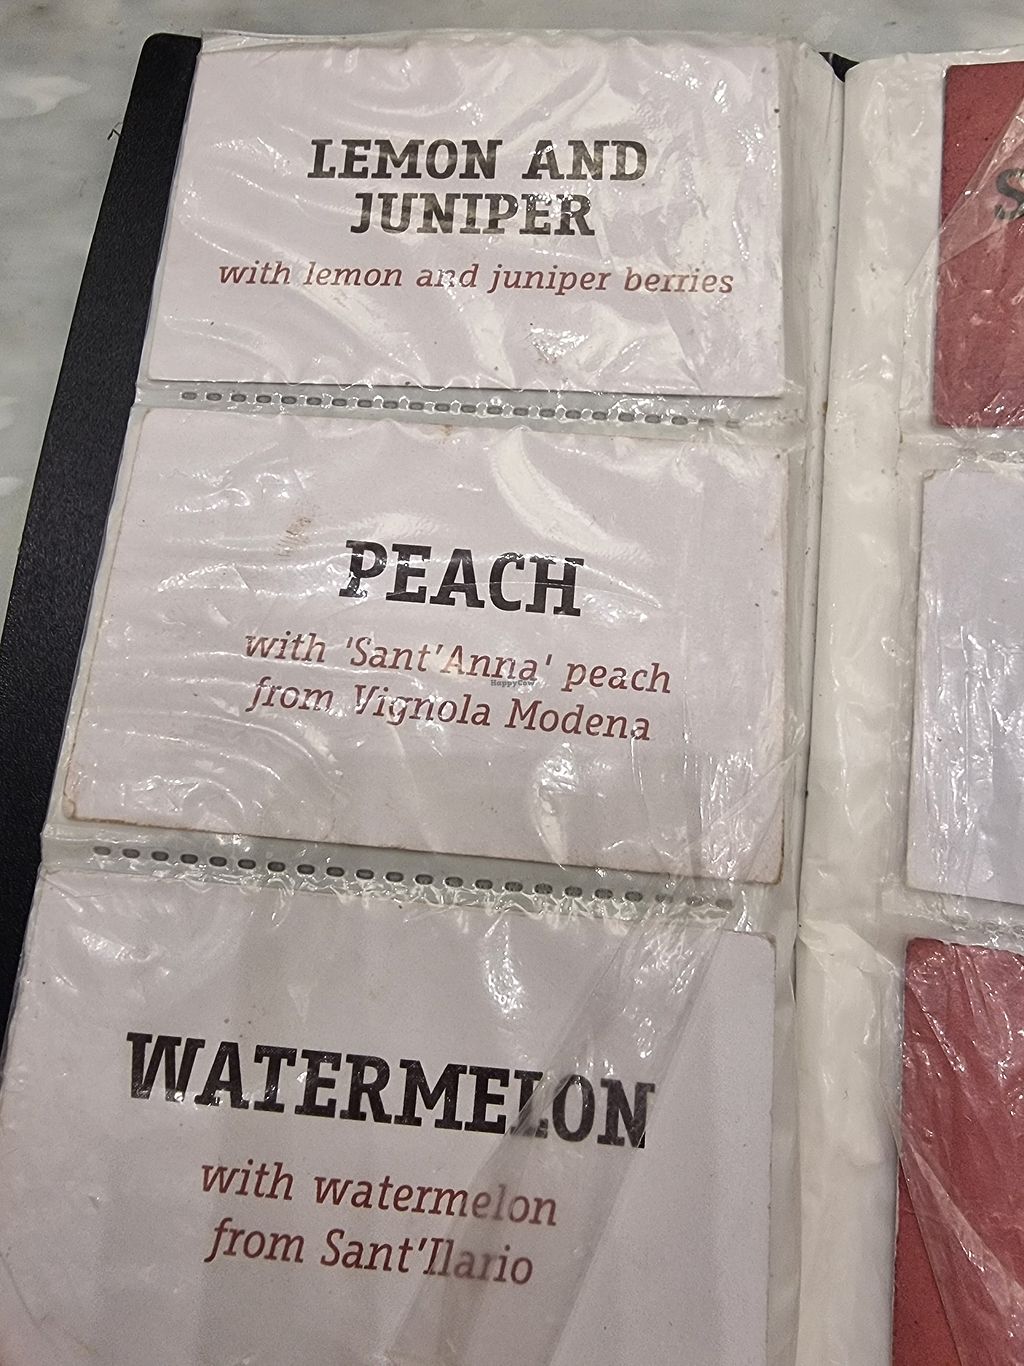 LEMON AND
JUNIPER
with lemon and juniper berries
PEACH
with 'Sant'Anna' peach
from Vignola Modena
HappyCow
WATERMELON
with watermelon
from Sant'Ilario